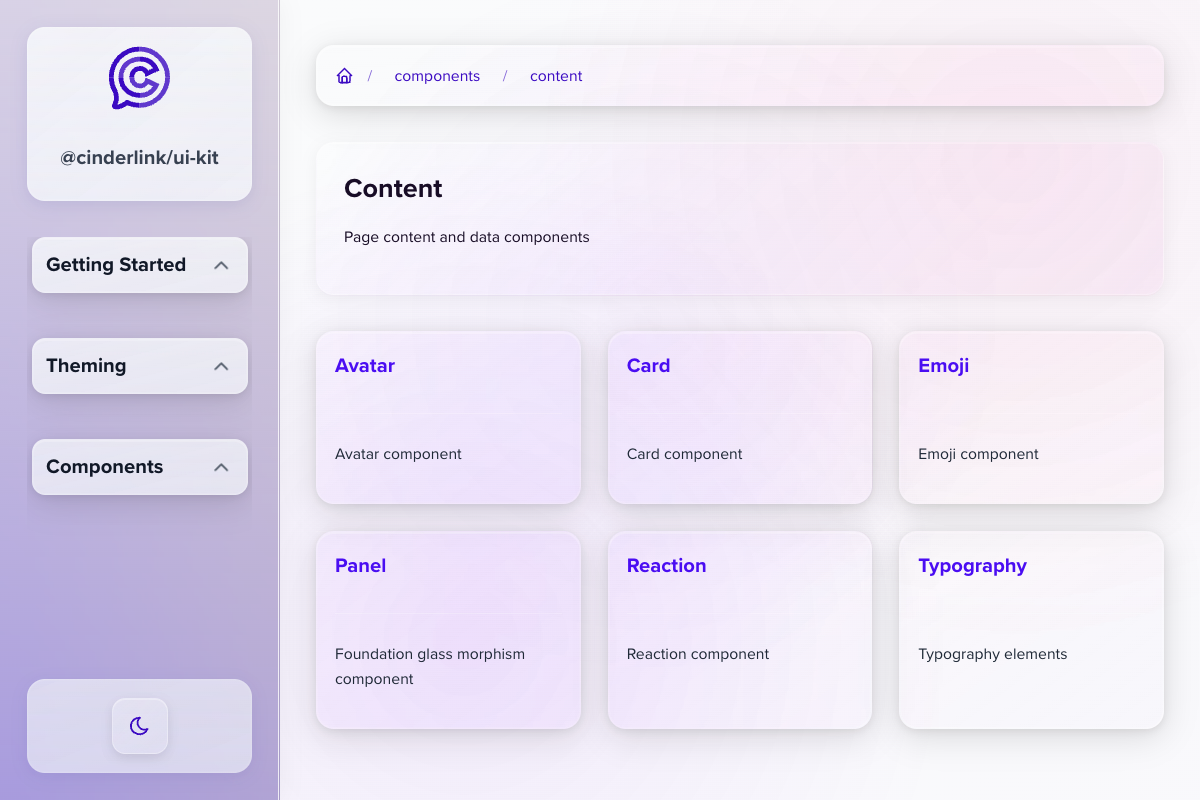 @cinderlink/ui-kit
Getting Started
Theming
Components
/ components / content
Content
Page content and data components
Avatar
Avatar component
Card
Card component
Emoji
Emoji component
Panel
Foundation glass morphism
component
Reaction
Reaction component
Typography
Typography elements